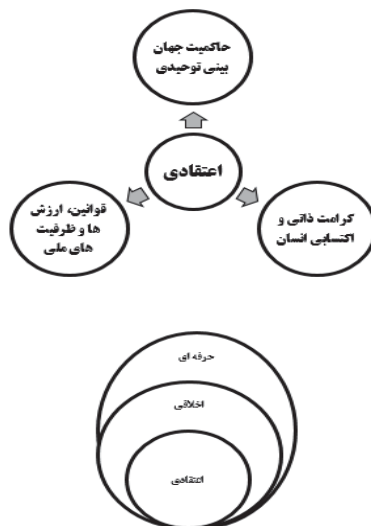 حاکمیت جهان
بینی توحیدی
اعتقادی
کرامت ذاتی و
اکتسابی انسان
قوانین، ارزش
ها و ظرفیت
های ملی
حرفه ای
اخلاقی
اعتقادی